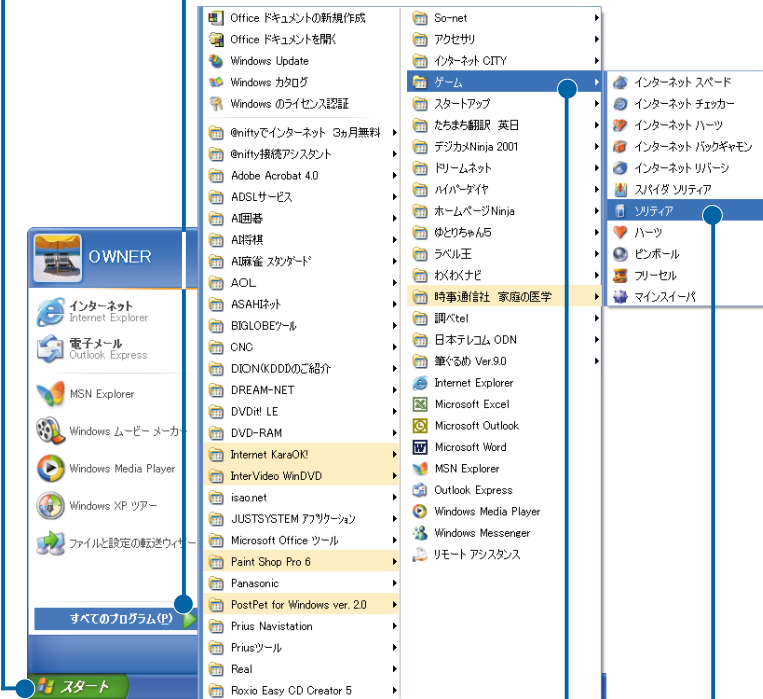 Office ドキュメントの新規作成
Office ドキュメントを開く
Windows Update
Windows カタログ
Windows のライセンス認証
@niftyでインターネット 3ヵ月無料
@nifty接続アシスタント
Adobe Acrobat 4.0
ADSLサービス
AI囲碁
AI将棋
AI麻雀 スタンダード
AOL
ASAHIネット
BIGLOBEツール
CNC
DION(KDDI)のご紹介
DREAM-NET
DVDit! LE
DVD-RAM
Internet KaraOK!
InterVideo WinDVD
isao.net
JUSTSYSTEM アプリケーション
Microsoft Office ツール
Paint Shop Pro 6
Panasonic
PostPet for Windows ver. 2.0
Prius Navistation
Priusツール
Real
Roxio Easy CD Creator 5
So-net
アクセサリ
インターネット CITY
ゲーム
スタートアップ
たちまち翻訳 英日
デジカメNinja 2001
ドリームネット
ハイパーダイヤ
ホームページNinja
ゆとりちゃん5
ラベル王
わくわくナビ
時事通信社 家庭の医学
調べtel
日本テレコム ODN
筆ぐるめ Ver.9.0
Internet Explorer
Microsoft Excel
Microsoft Outlook
Microsoft Word
MSN Explorer
Outlook Express
Windows Media Player
Windows Messenger
リモート アシスタンス
インターネット スペード
インターネット チェッカー
インターネット ハーツ
インターネット バックギャモン
インターネット リバーシ
スパイダ ソリティア
ソリティア
ハーツ
ピンボール
フリーセル
マインスイーパ
OWNER
インターネット
Internet Explorer
電子メール
Outlook Express
MSN Explorer
Windows ムービー メーカー
Windows Media Player
Windows XP ツアー
ファイルと設定の転送ウィザー
すべてのプログラム(P)
スタート